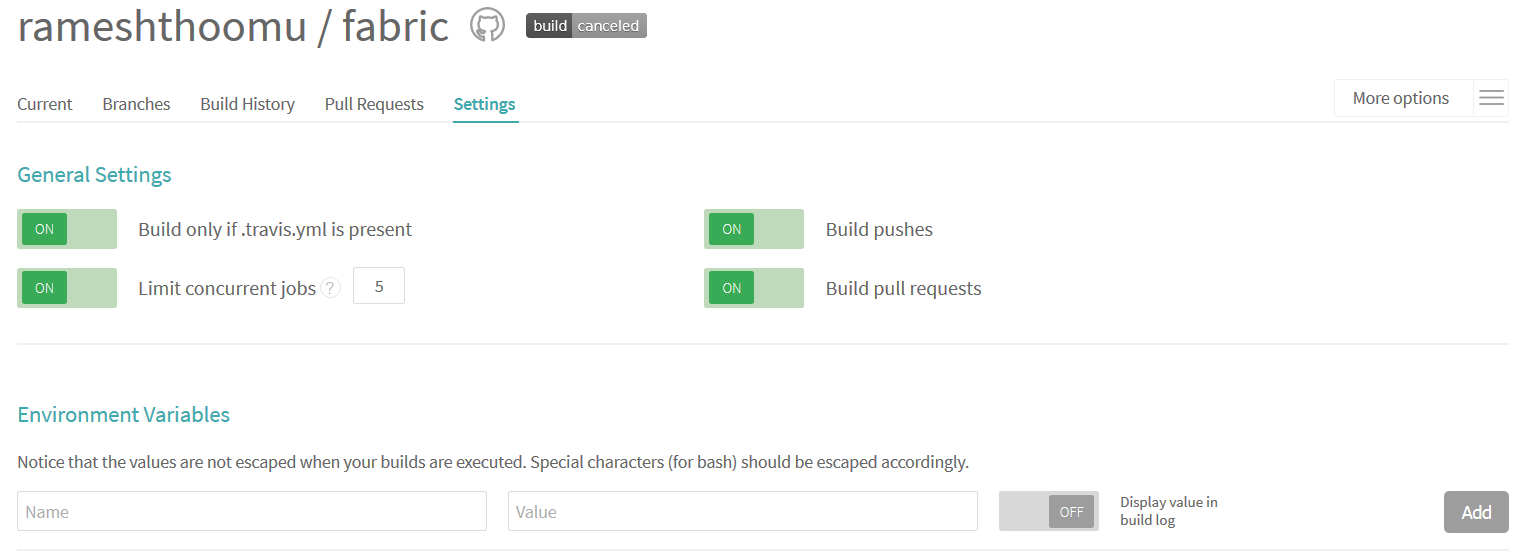 rameshthoomu / fabric build canceled
Current Branches Build History Pull Requests Settings More options
General Settings
ON Build only if .travis.yml is present ON Build pushes
ON Limit concurrent jobs ? 5 ON Build pull requests
Environment Variables
Notice that the values are not escaped when your builds are executed. Special characters (for bash) should be escaped accordingly.
Name Value OFF Display value in
build log Add